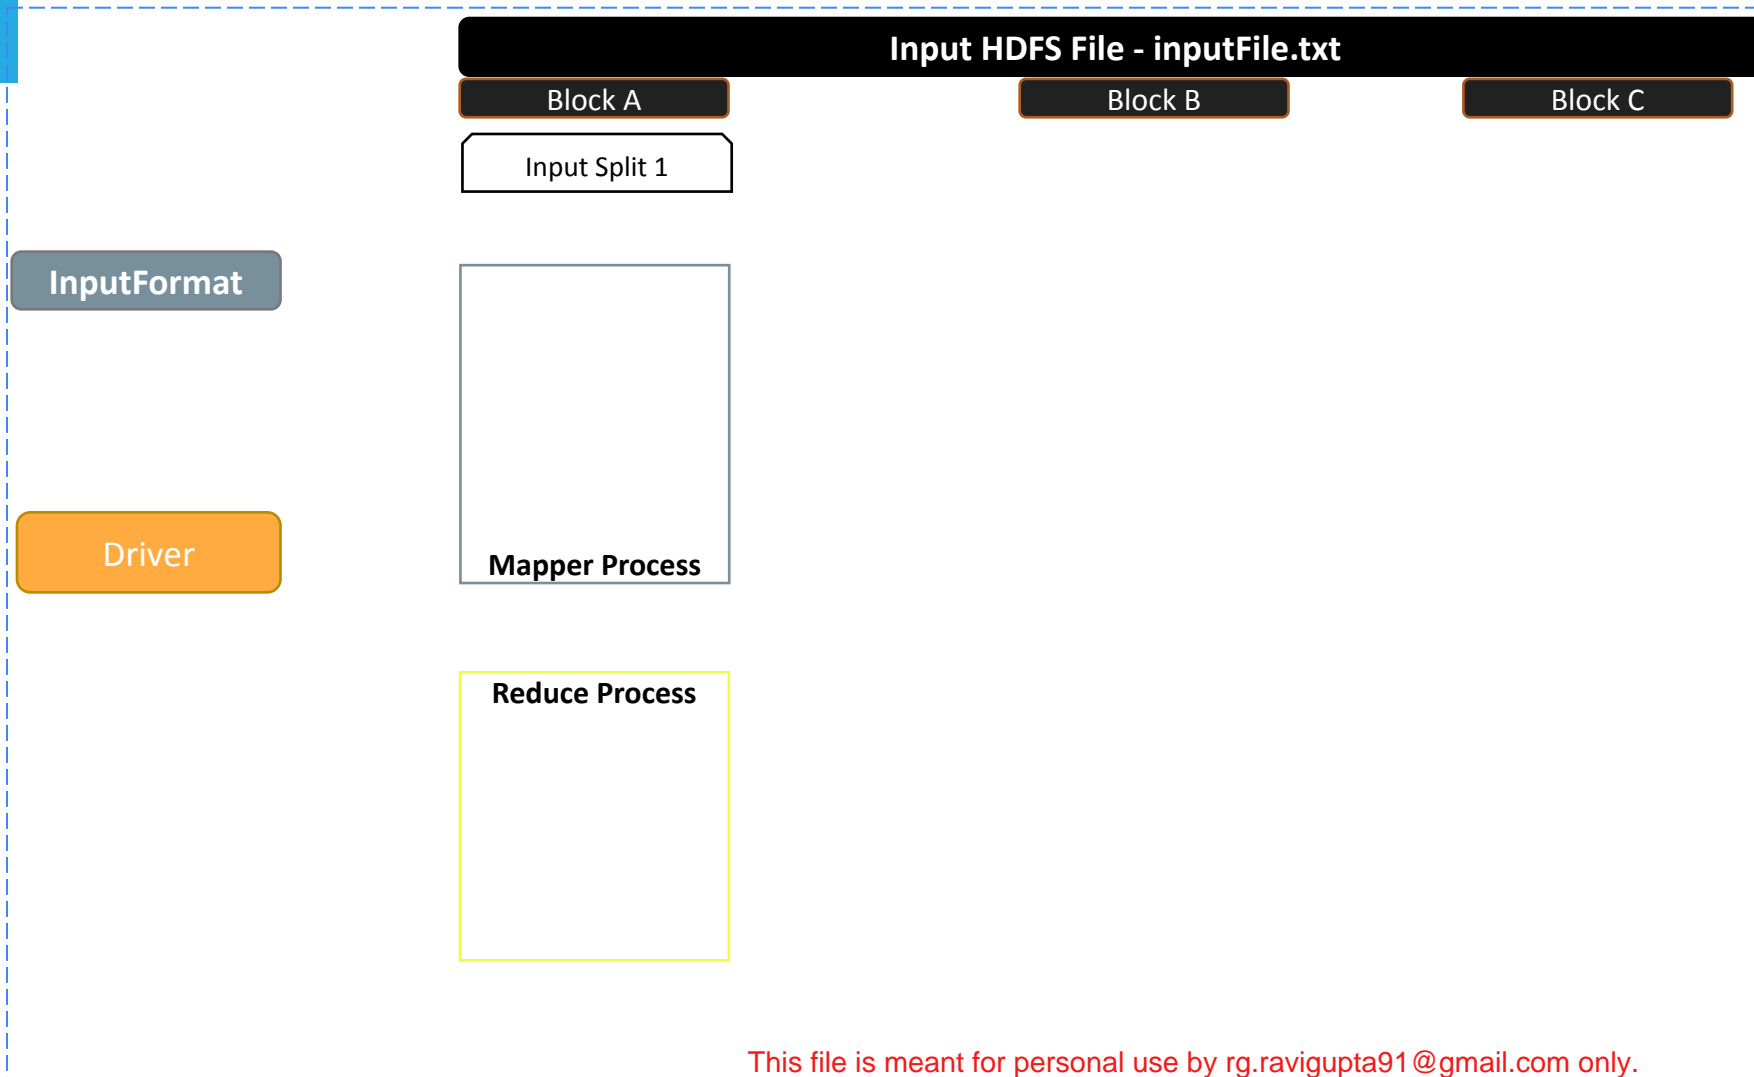 Input HDFS File - inputFile.txt
Block A
Block B
Block C
Input Split 1
InputFormat
Driver
Mapper Process
Reduce Process
This file is meant for personal use by rg.ravigupta91@gmail.com only.